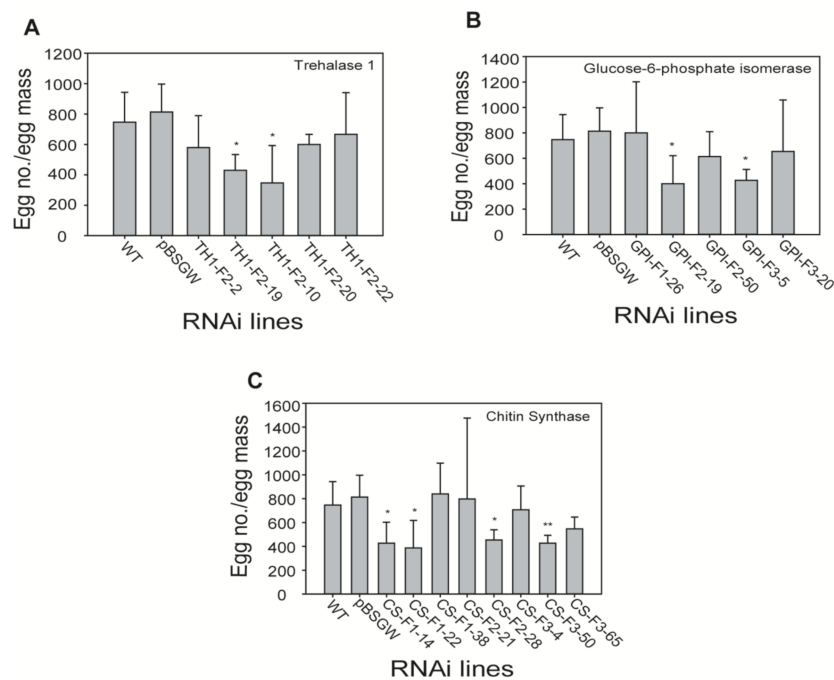 A
Trehalase 1
Egg no./egg mass
1200
1000
800
600
400
200
0
*
*
WT
pBSGW
TH1-F2-2
TH1-F2-19
TH1-F2-10
TH1-F2-20
TH1-F2-22
RNAi lines
B
Glucose-6-phosphate isomerase
Egg no./egg mass
1600
1400
1200
1000
800
600
400
200
0
*
*
WT
pBSGW
GPI-F1-26
GPI-F2-19
GPI-F2-50
GPI-F3-5
GPI-F3-20
RNAi lines
C
Chitin Synthase
Egg no./egg mass
1600
1400
1200
1000
800
600
400
200
0
*
*
*
**
WT
pBSGW
CS-F1-14
CS-F1-22
CS-F1-38
CS-F2-21
CS-F2-28
CS-F3-4
CS-F3-50
CS-F3-65
RNAi lines